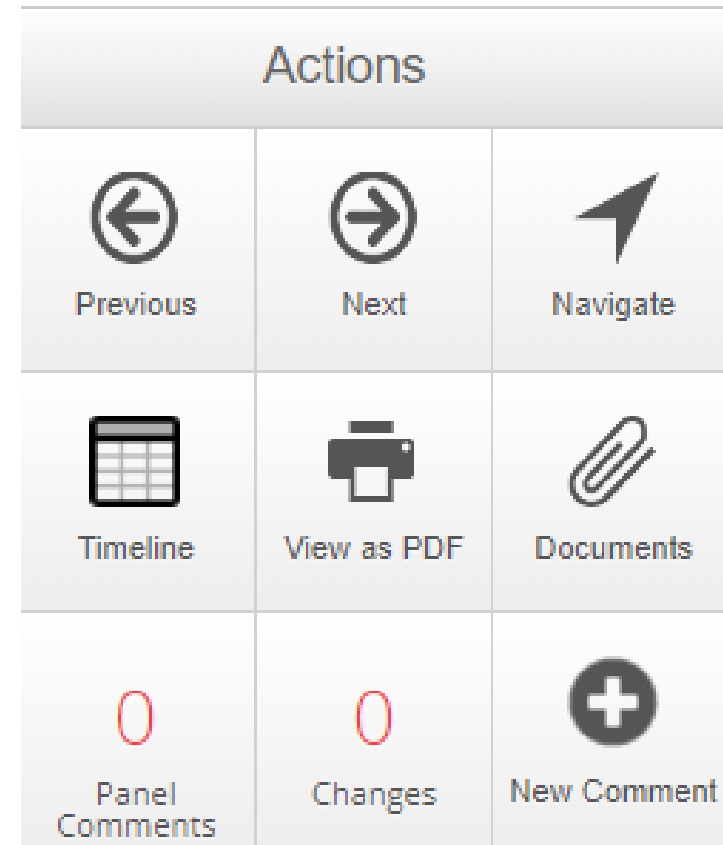 Actions
Previous
Next
Navigate
Timeline
View as PDF
Documents
0
0
Panel
Comments
Changes
New Comment